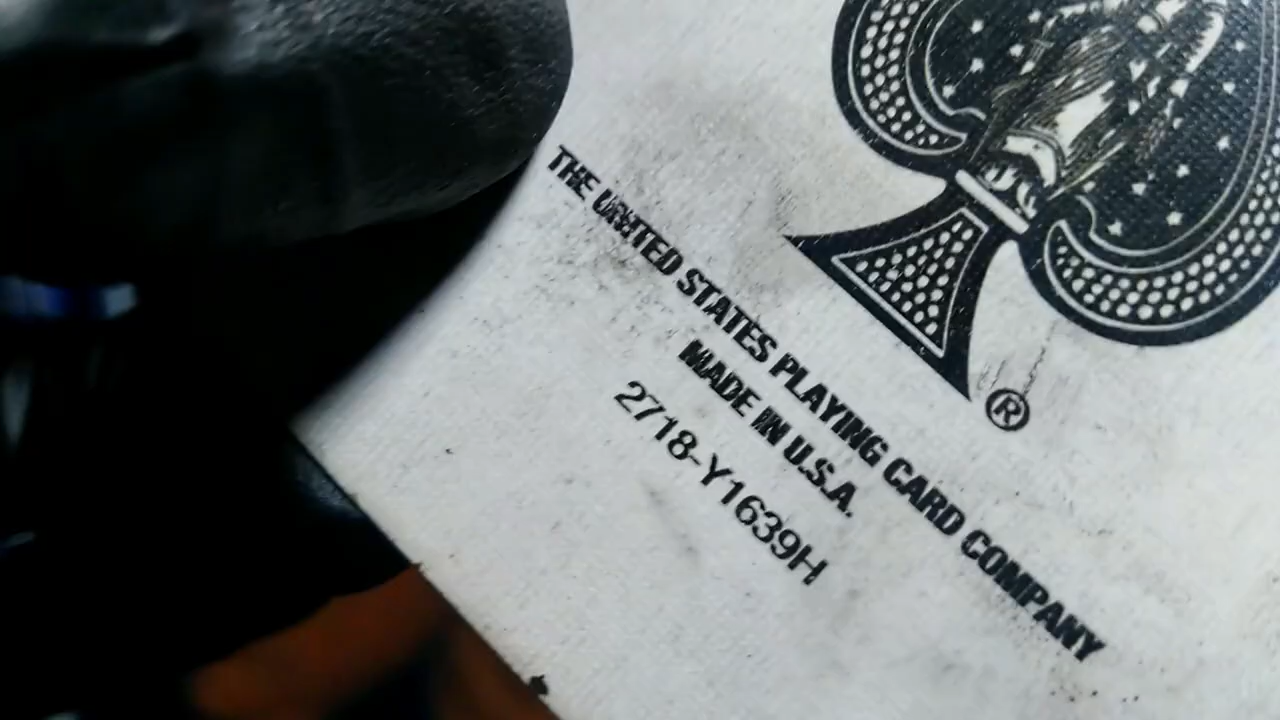 THE UNITED STATES PLAYING CARD COMPANY
MADE IN U.S.A.
2718-Y1639H
®